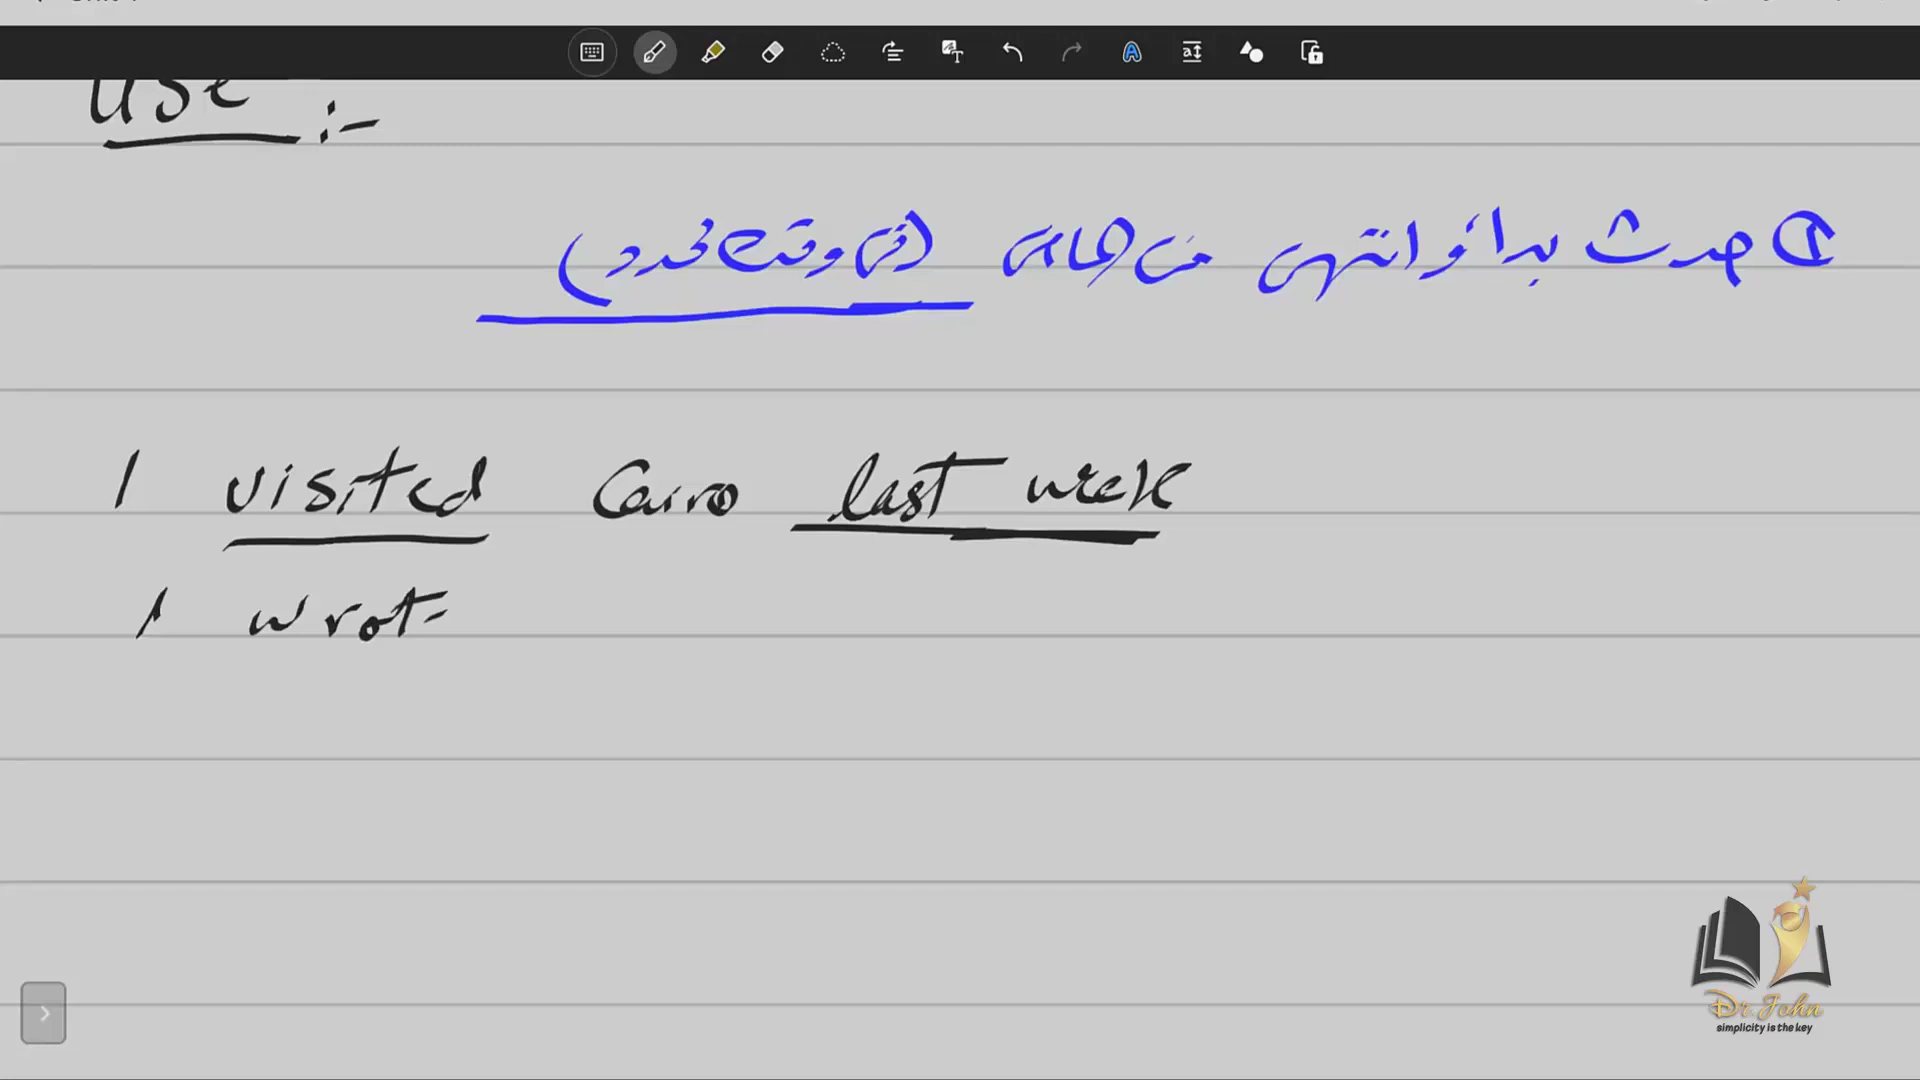 Use :-
① حدث بدأ و انتهى في الماضي (في وقت محدد)
I visited Cairo last week
I wrote
Dr. John
simplicity is the key